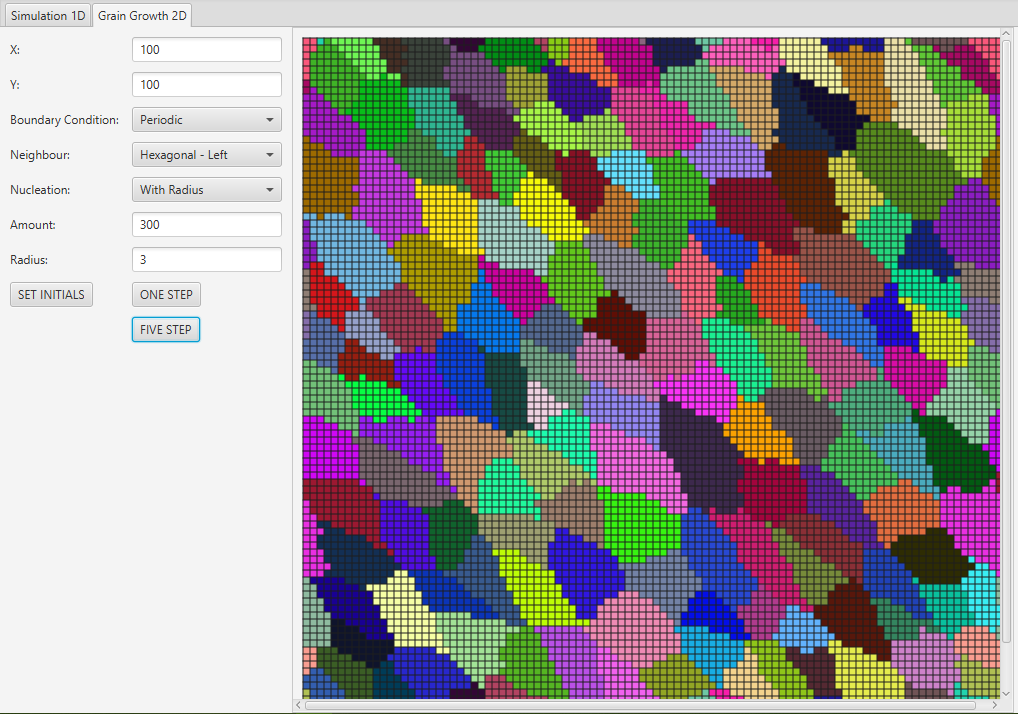 Simulation 1D Grain Growth 2D
X: 100
Y: 100
Boundary Condition: Periodic
Neighbour: Hexagonal - Left
Nucleation: With Radius
Amount: 300
Radius: 3
SET INITIALS ONE STEP
FIVE STEP